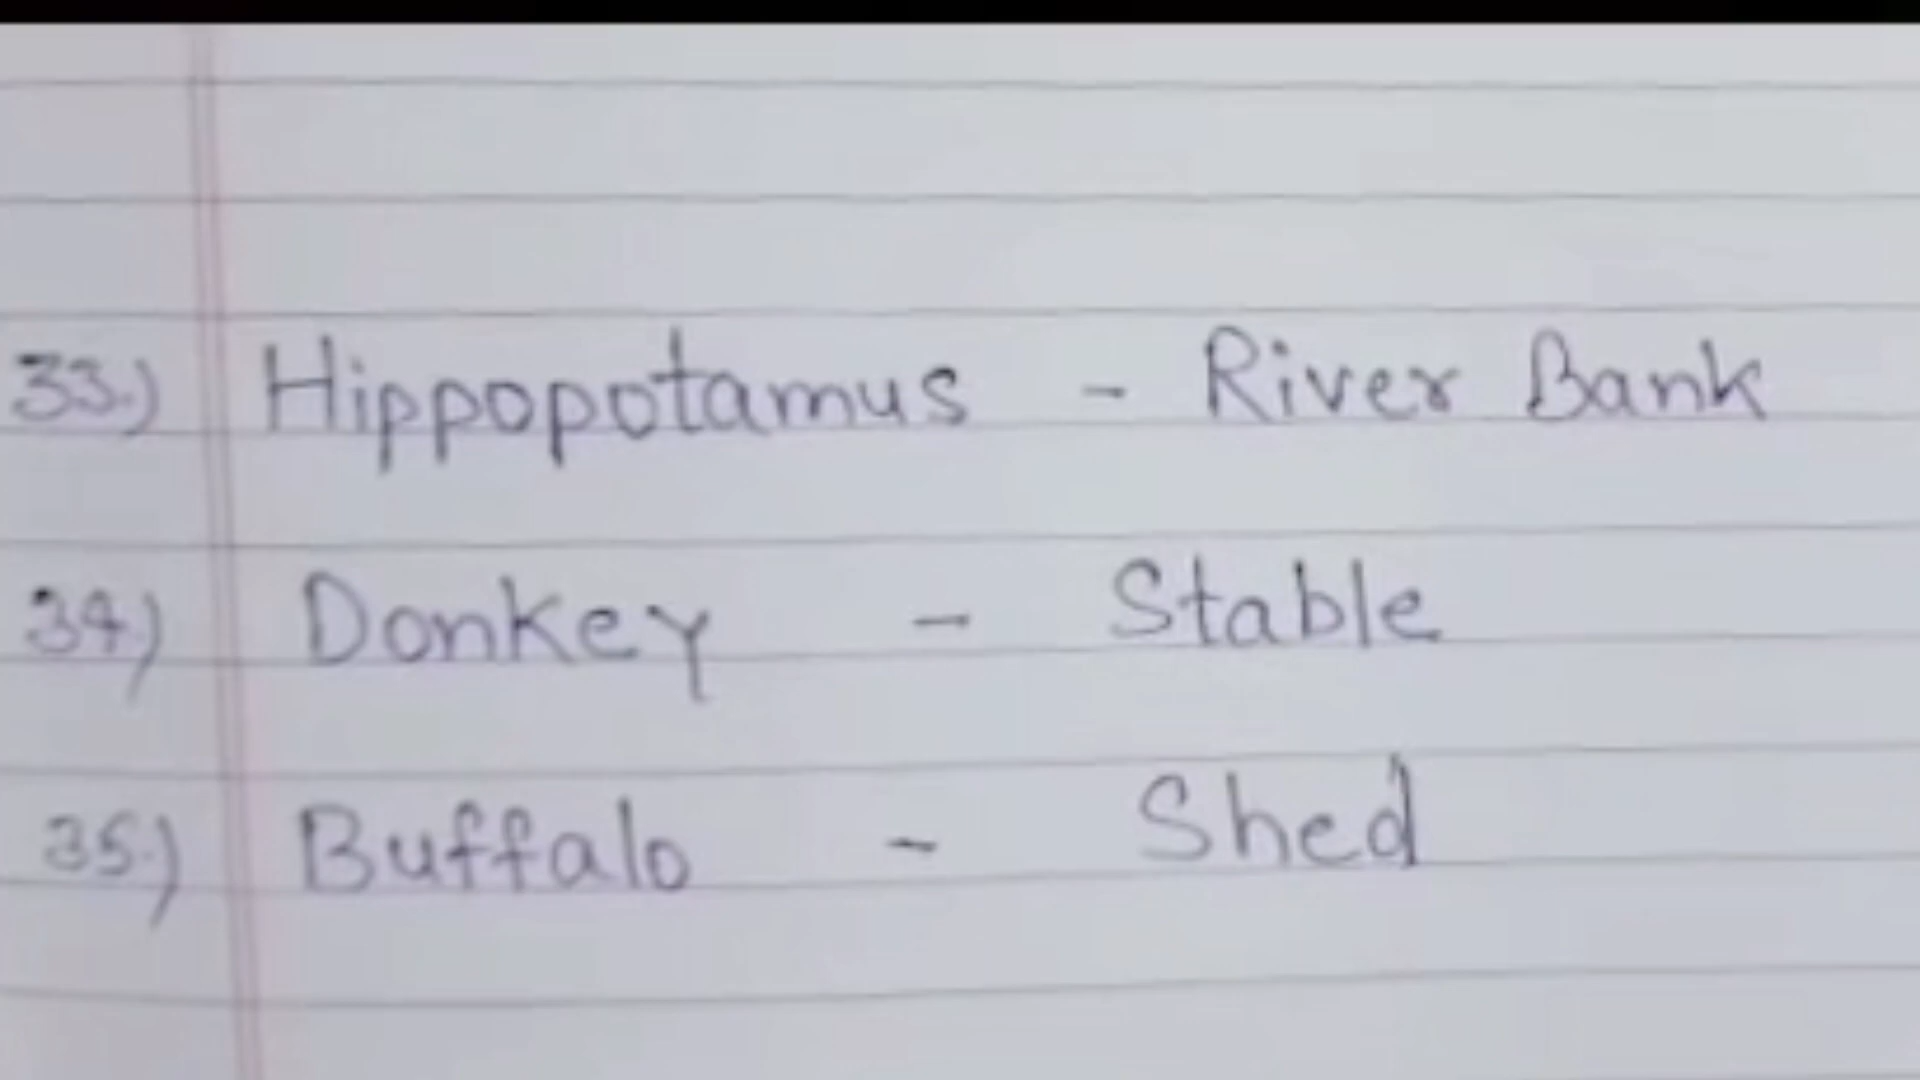 33.) Hippopotamus - River Bank
34.) Donkey - Stable
35.) Buffalo - Shed